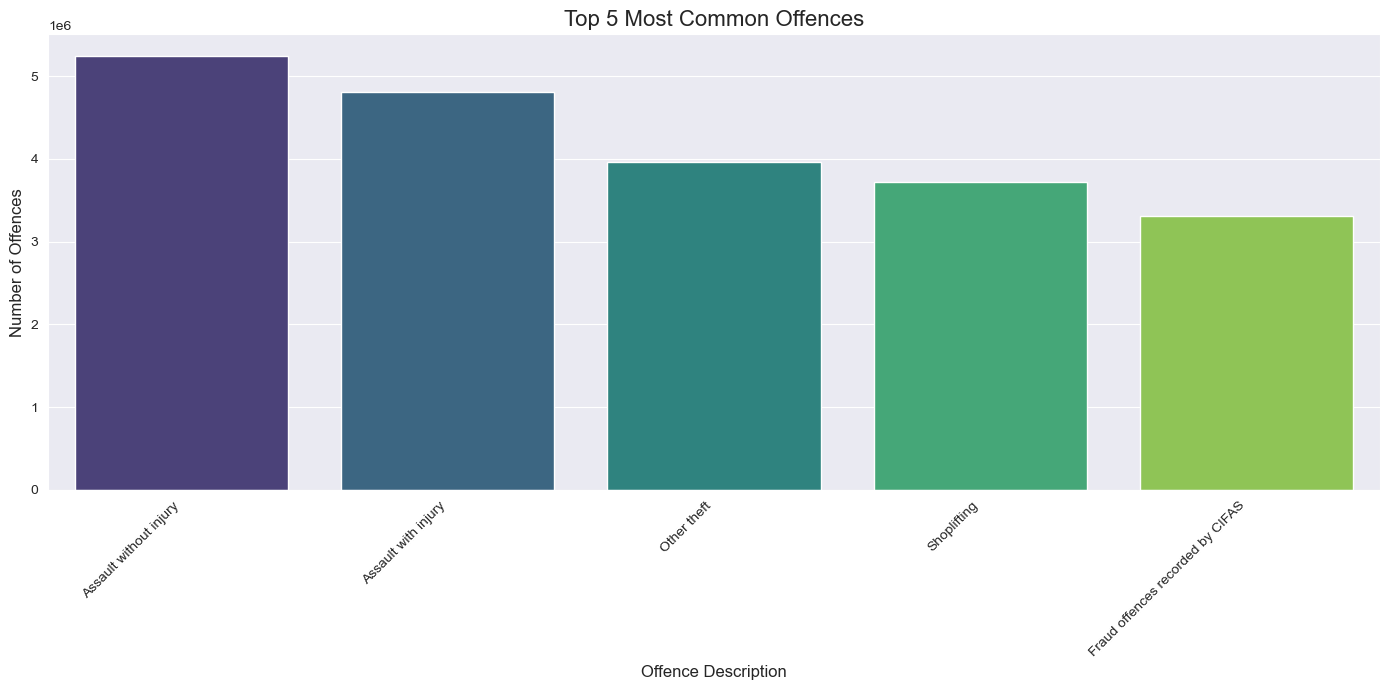 Top 5 Most Common Offences
1e6
5
4
3
2
1
0
Number of Offences
Assault without injury
Assault with injury
Other theft
Shoplifting
Fraud offences recorded by CIFAS
Offence Description